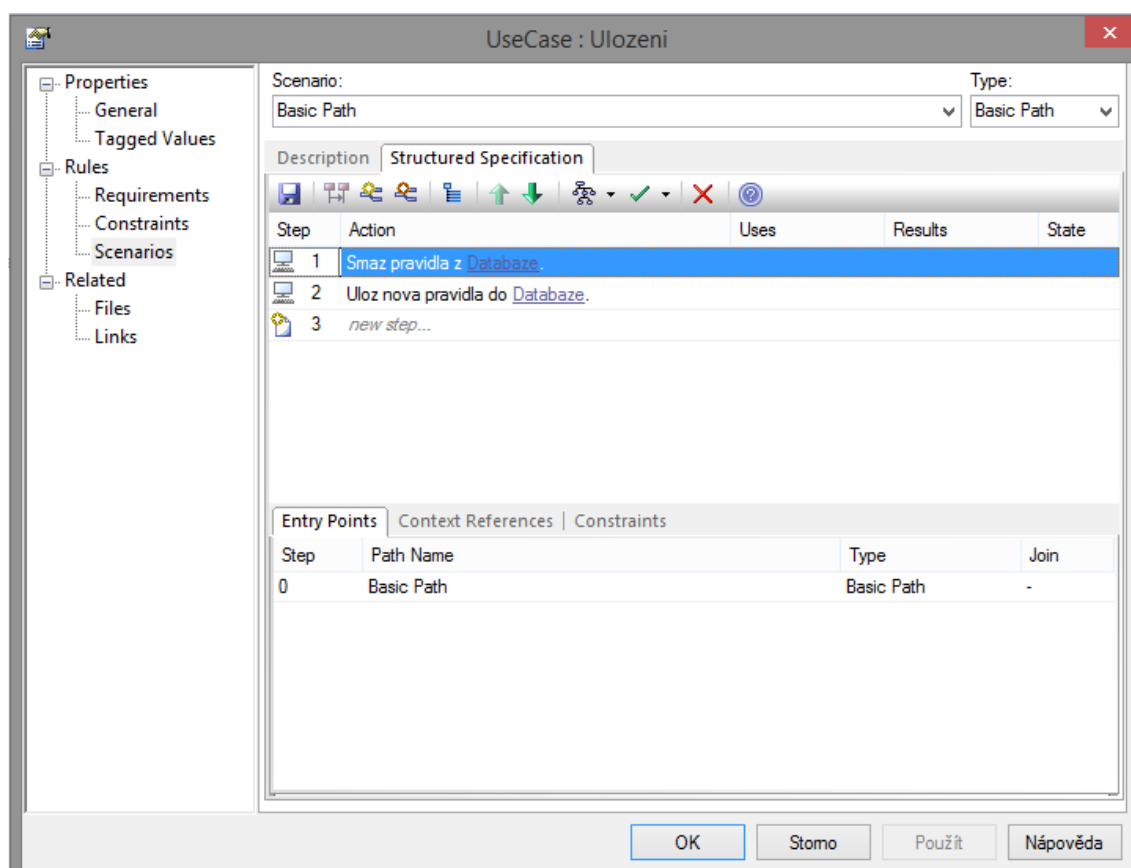 UseCase : Ulozeni
Properties
General
Tagged Values
Rules
Requirements
Constraints
Scenarios
Related
Files
Links
Scenario: Type:
Basic Path Basic Path
Description Structured Specification
Step Action Uses Results State
1 Smaz pravidla z Databaze.
2 Uloz nova pravidla do Databaze.
3 new step...
Entry Points Context References Constraints
Step Path Name Type Join
0 Basic Path Basic Path -
OK Storno Použít Nápověda